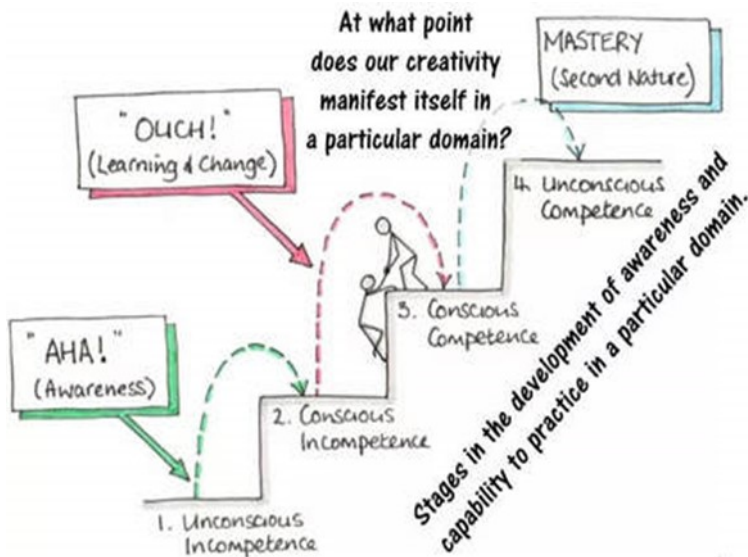 At what point
does our creativity
manifest itself in
a particular domain?
MASTERY
(Second Nature)
"OUCH!"
(Learning & Change)
4. Unconscious
Competence
3. Conscious
Competence
"AHA!"
(Awareness)
2. Conscious
Incompetence
1. Unconscious
Incompetence
Stages in the development of awareness and
capability to practice in a particular domain.